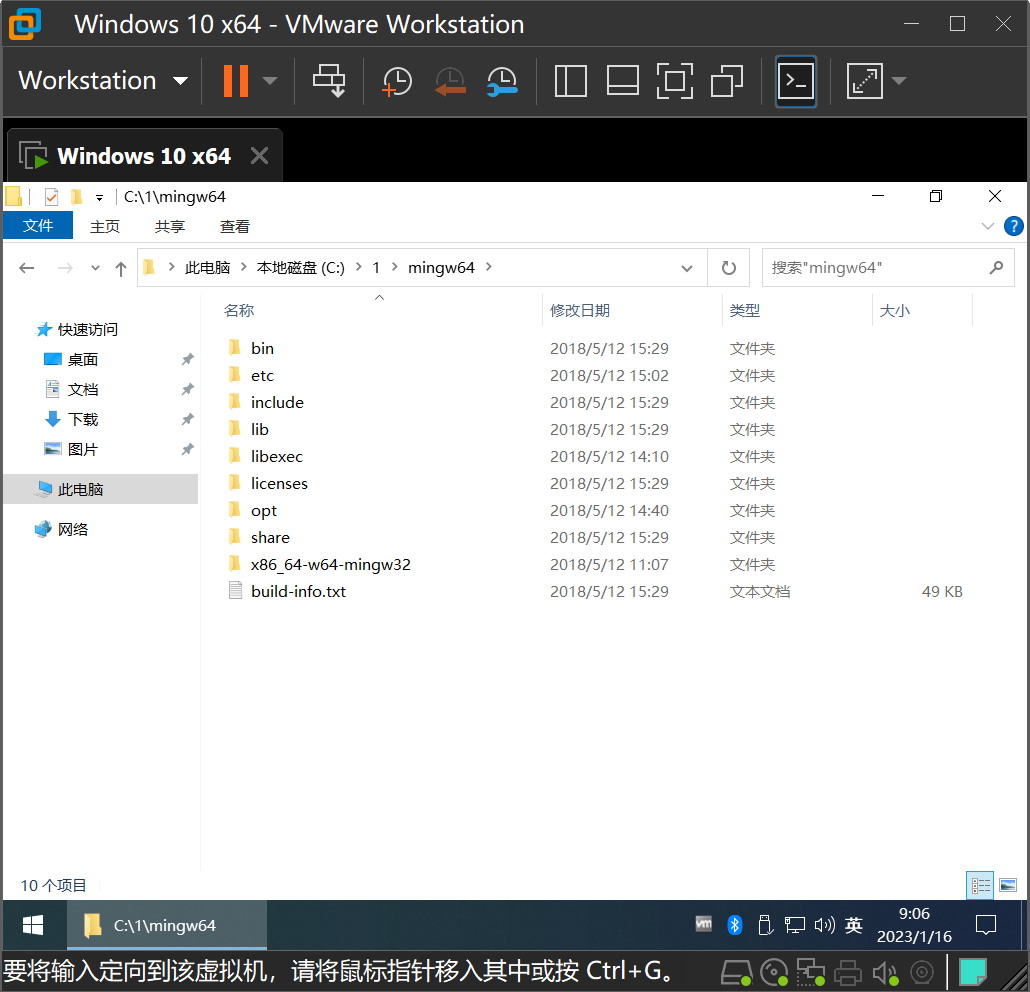 Windows 10 x64 - VMware Workstation
Workstation
Windows 10 x64
C:\1\mingw64
文件 主页 共享 查看
此电脑 本地磁盘 (C:) 1 mingw64 搜索"mingw64"
名称 修改日期 类型 大小
快速访问
桌面
文档
下载
图片
此电脑
网络
bin 2018/5/12 15:29 文件夹
etc 2018/5/12 15:02 文件夹
include 2018/5/12 15:29 文件夹
lib 2018/5/12 15:29 文件夹
libexec 2018/5/12 14:10 文件夹
licenses 2018/5/12 15:29 文件夹
opt 2018/5/12 14:40 文件夹
share 2018/5/12 15:29 文件夹
x86_64-w64-mingw32 2018/5/12 11:07 文件夹
build-info.txt 2018/5/12 15:29 文本文档 49 KB
10 个项目
C:\1\mingw64
vm
英
9:06
2023/1/16
要将输入定向到该虚拟机，请将鼠标指针移入其中或按 Ctrl+G。